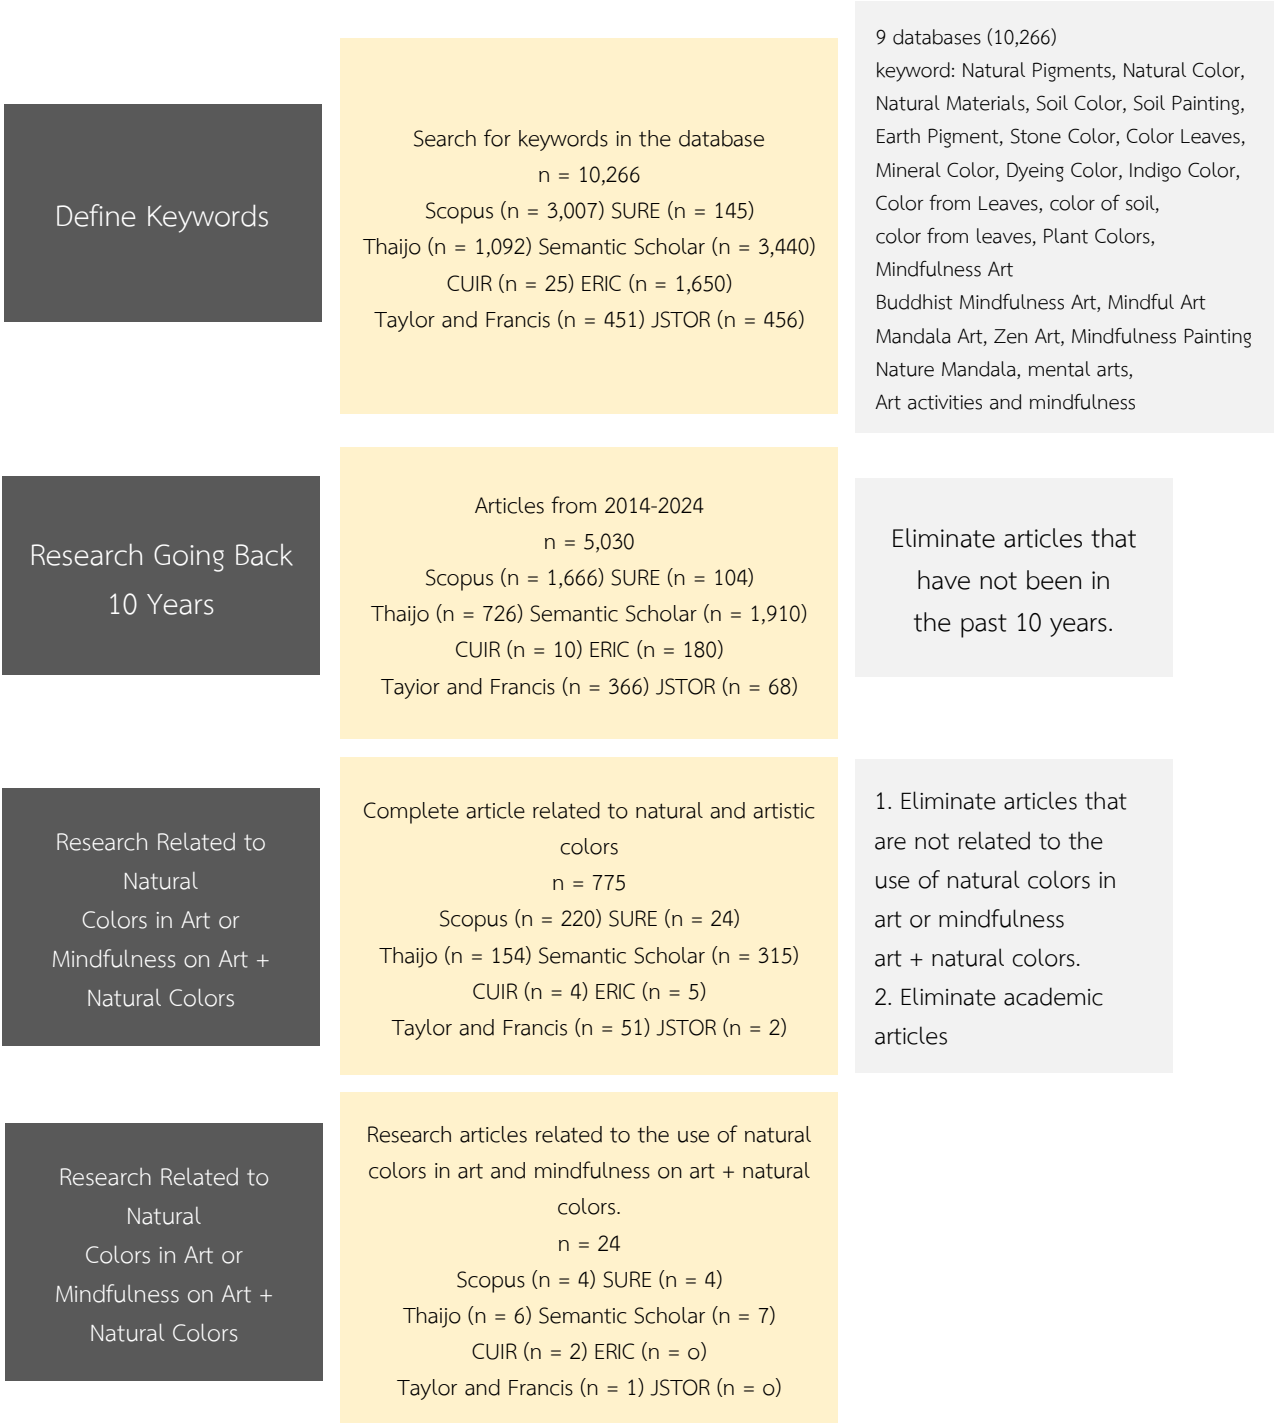 Define Keywords
Search for keywords in the database
n = 10,266
Scopus (n = 3,007) SURE (n = 145)
Thaijo (n = 1,092) Semantic Scholar (n = 3,440)
CUIR (n = 25) ERIC (n = 1,650)
Taylor and Francis (n = 451) JSTOR (n = 456)
9 databases (10,266)
keyword: Natural Pigments, Natural Color,
Natural Materials, Soil Color, Soil Painting,
Earth Pigment, Stone Color, Color Leaves,
Mineral Color, Dyeing Color, Indigo Color,
Color from Leaves, color of soil,
color from leaves, Plant Colors,
Mindfulness Art
Buddhist Mindfulness Art, Mindful Art
Mandala Art, Zen Art, Mindfulness Painting
Nature Mandala, mental arts,
Art activities and mindfulness
Research Going Back
10 Years
Articles from 2014-2024
n = 5,030
Scopus (n = 1,666) SURE (n = 104)
Thaijo (n = 726) Semantic Scholar (n = 1,910)
CUIR (n = 10) ERIC (n = 180)
Tayior and Francis (n = 366) JSTOR (n = 68)
Eliminate articles that
have not been in
the past 10 years.
Research Related to
Natural
Colors in Art or
Mindfulness on Art +
Natural Colors
Complete article related to natural and artistic
colors
n = 775
Scopus (n = 220) SURE (n = 24)
Thaijo (n = 154) Semantic Scholar (n = 315)
CUIR (n = 4) ERIC (n = 5)
Taylor and Francis (n = 51) JSTOR (n = 2)
1. Eliminate articles that
are not related to the
use of natural colors in
art or mindfulness
art + natural colors.
2. Eliminate academic
articles
Research Related to
Natural
Colors in Art or
Mindfulness on Art +
Natural Colors
Research articles related to the use of natural
colors in art and mindfulness on art + natural
colors.
n = 24
Scopus (n = 4) SURE (n = 4)
Thaijo (n = 6) Semantic Scholar (n = 7)
CUIR (n = 2) ERIC (n = o)
Taylor and Francis (n = 1) JSTOR (n = o)